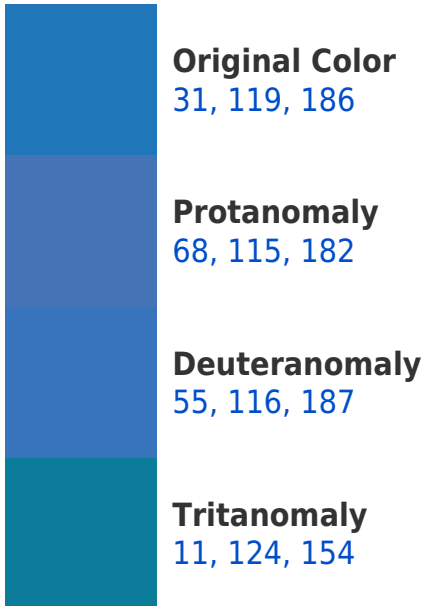 Original Color
31, 119, 186
Protanomaly
68, 115, 182
Deuteranomaly
55, 116, 187
Tritanomaly
11, 124, 154